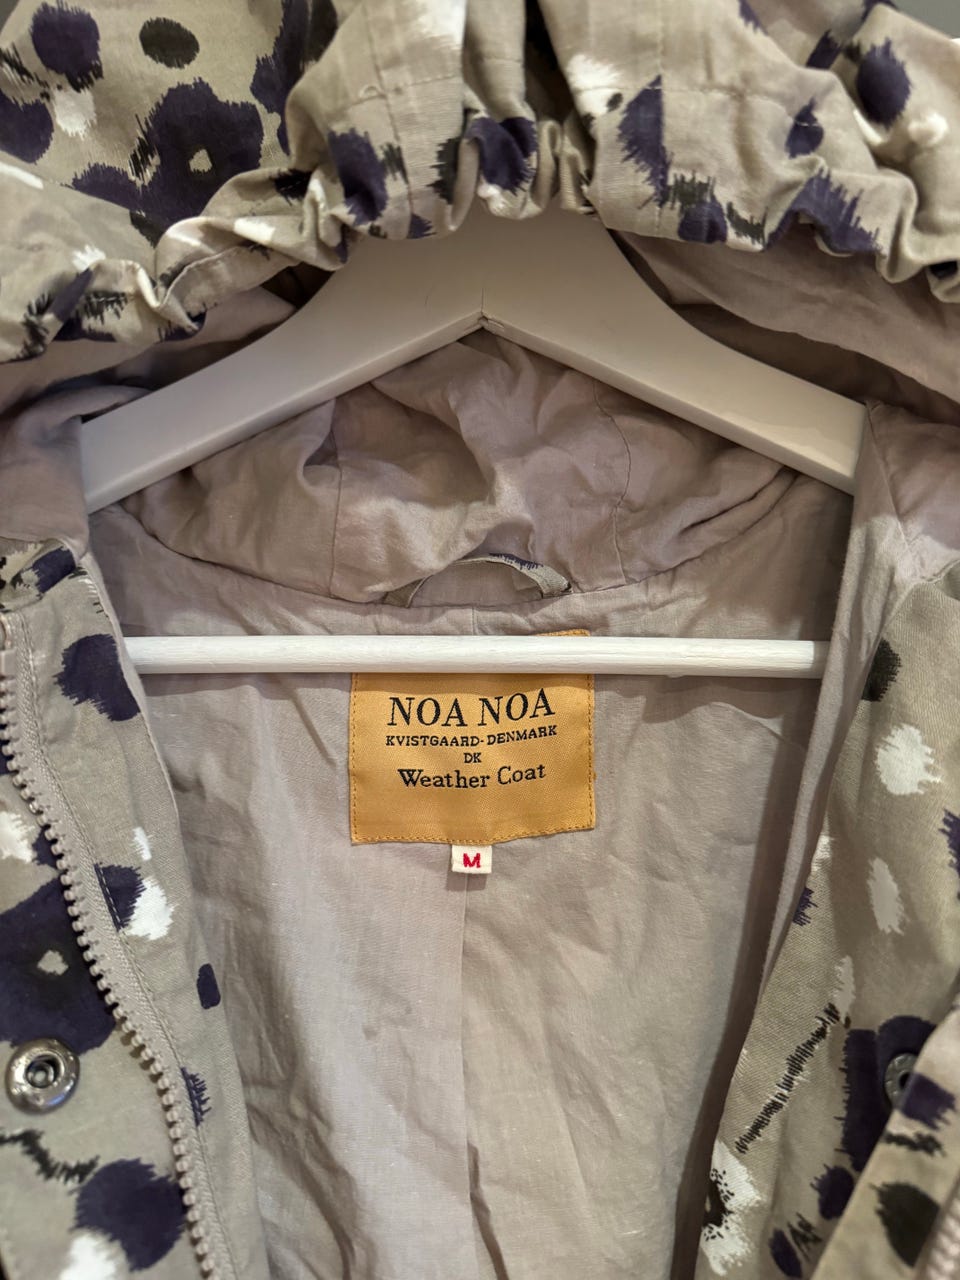 NOA NOA
KVISTGAARD-DENMARK
DK
Weather Coat
M